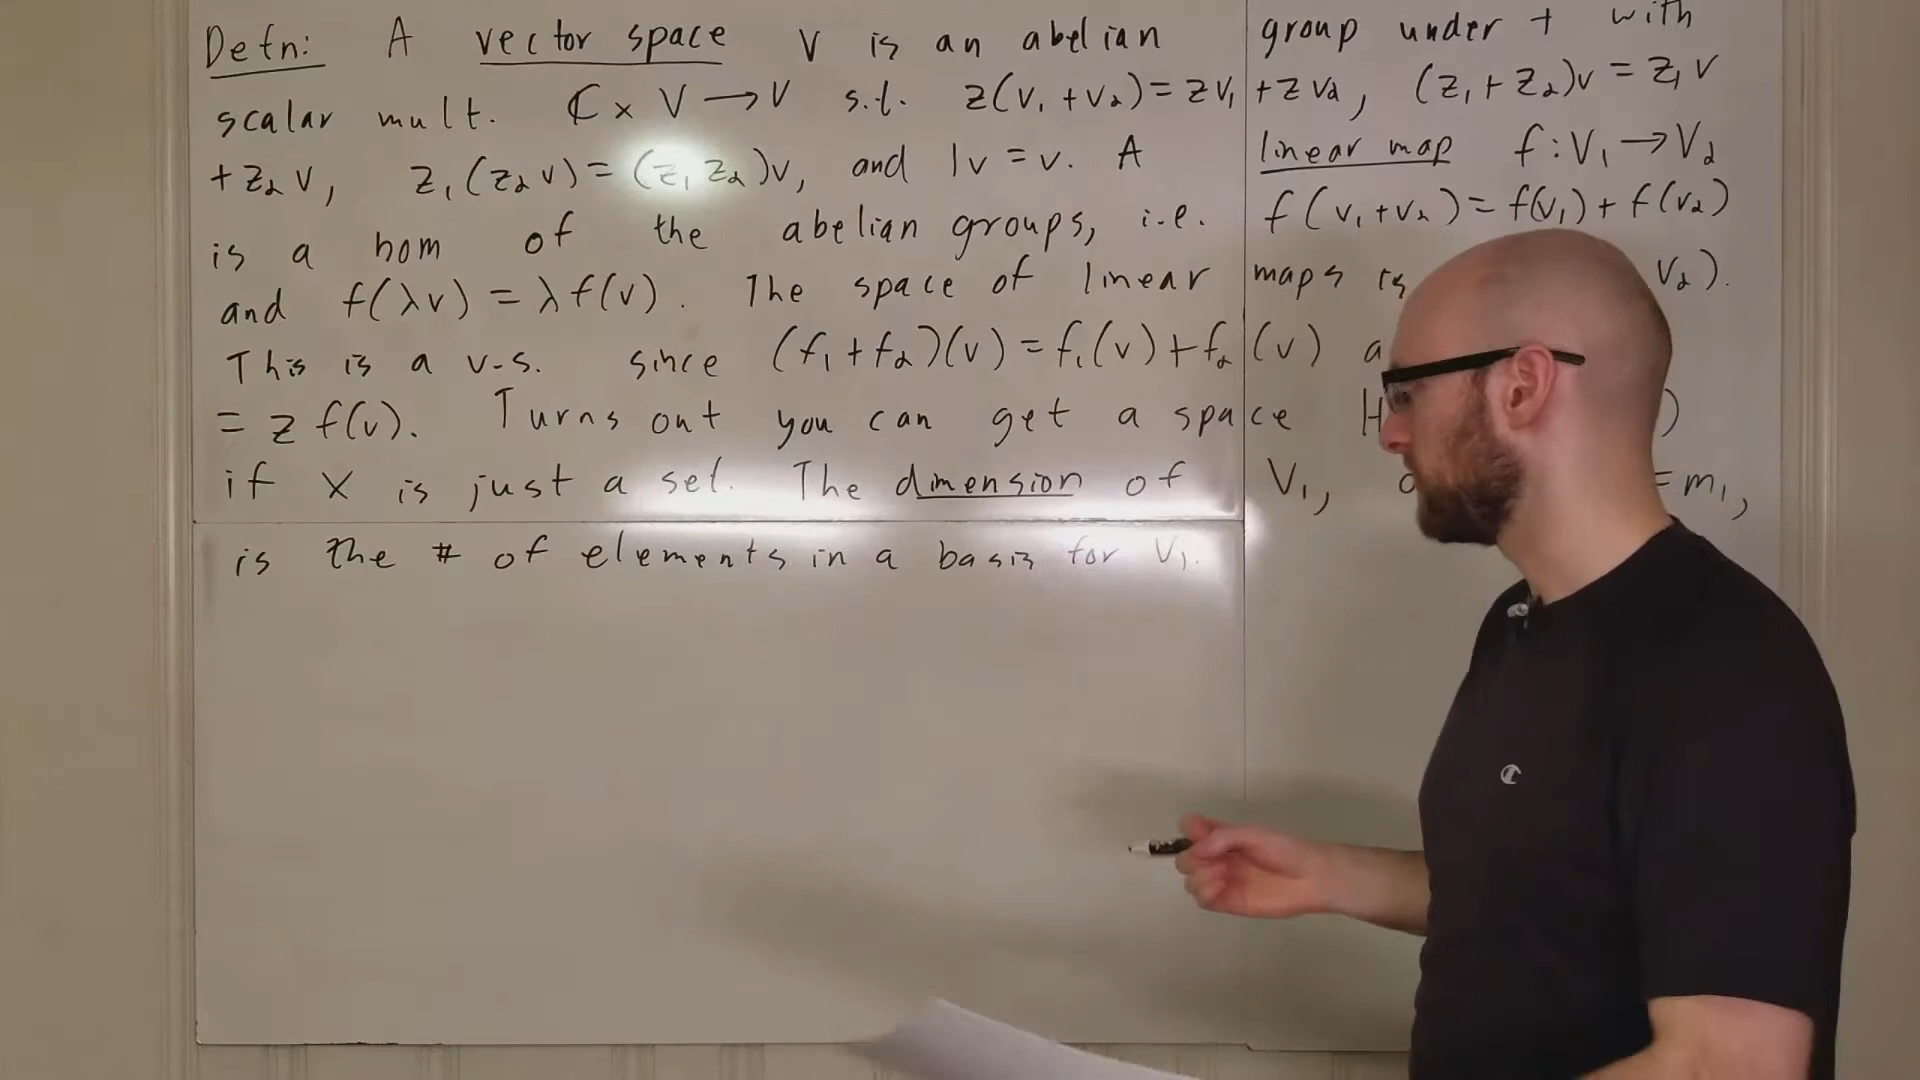 Defn: A vector space V is an abelian group under + with
scalar mult. ℂ × V → V s.t. z(v₁ + v₂) = zv₁ + zv₂, (z₁ + z₂)v = z₁v
+ z₂v, z₁(z₂v) = (z₁z₂)v, and 1v = v. A linear map f: V₁ → V₂
is a hom of the abelian groups, i.e. f(v₁+v₂) = f(v₁) + f(v₂)
and f(λv) = λf(v). The space of linear maps is V₂).
This is a v.s. since (f₁ + f₂)(v) = f₁(v) + f₂(v) a
= z f(v). Turns out you can get a space H )
if X is just a set. The dimension of V₁, = m₁,
is the # of elements in a basis for V₁.